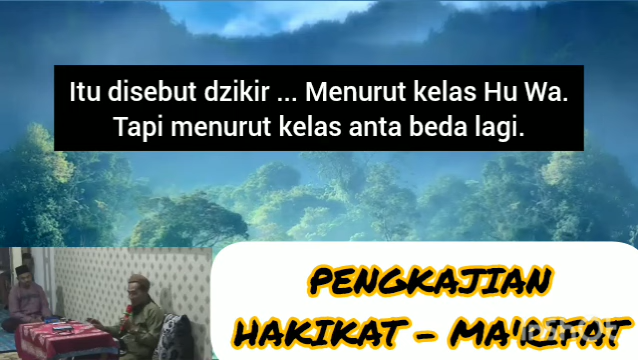 Itu disebut dzikir ... Menurut kelas Hu Wa.
Tapi menurut kelas anta beda lagi.
PENGKAJIAN
HAKIKAT - MA'RIFAT